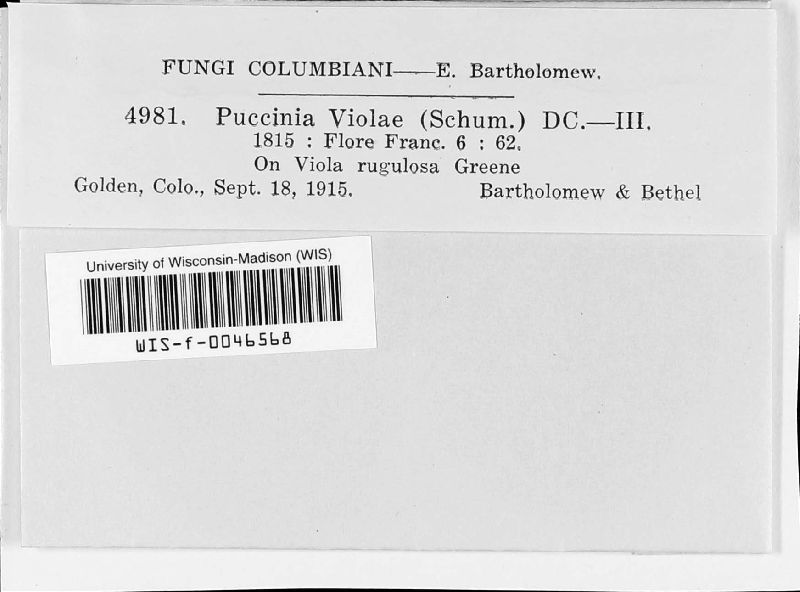 FUNGI COLUMBIANI——E. Bartholomew.
4981. Puccinia Violae (Schum.) DC.—III.
1815 : Flore Franc. 6 : 62.
On Viola rugulosa Greene
Golden, Colo., Sept. 18, 1915. Bartholomew & Bethel
University of Wisconsin-Madison (WIS)
WIS-f-0046568